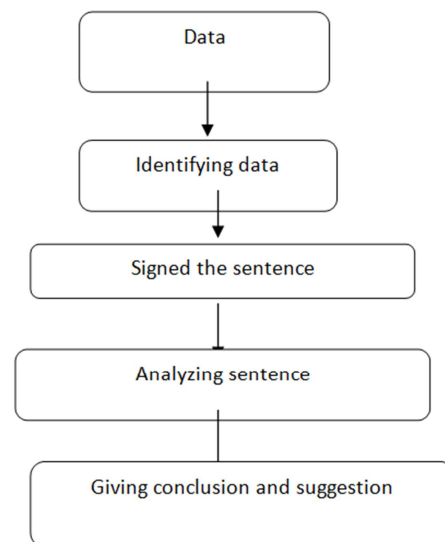 Data
Identifying data
Signed the sentence
Analyzing sentence
Giving conclusion and suggestion